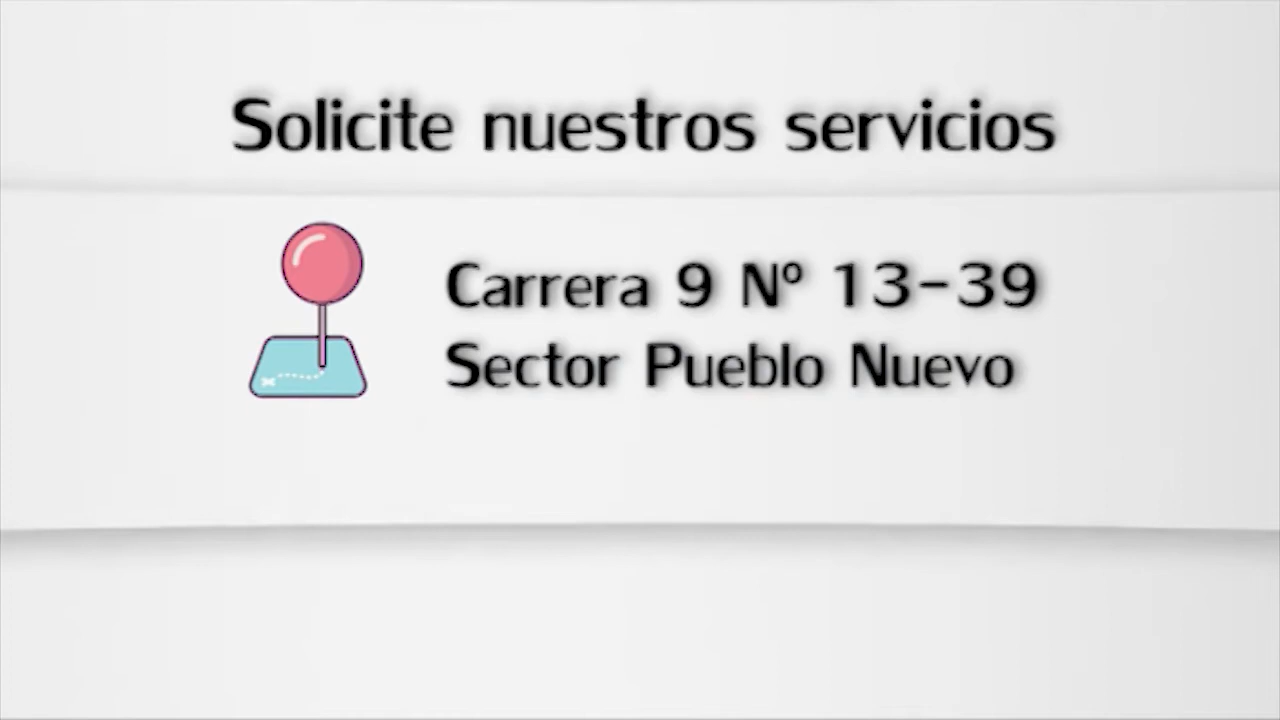 Solicite nuestros servicios
Carrera 9 Nº 13-39
Sector Pueblo Nuevo